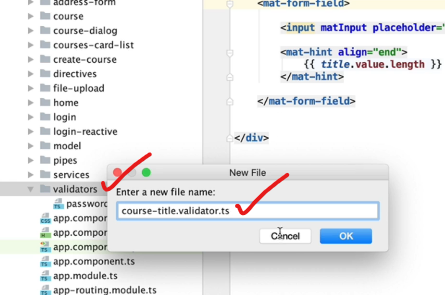 address-form
course
course-dialog
courses-card-list
create-course
directives
file-upload
home
login
login-reactive
model
pipes
services
validators
password
app.compon
app.compor
app.compor
app.component.ts
app.module.ts
app-routing.module.ts
<mat-form-field>
<input matInput placeholder="
<mat-hint align="end">
{{ title.value.length }}
</mat-hint>
</mat-form-field>
</div>
New File
Enter a new file name:
course-title.validator.ts
Cancel
OK